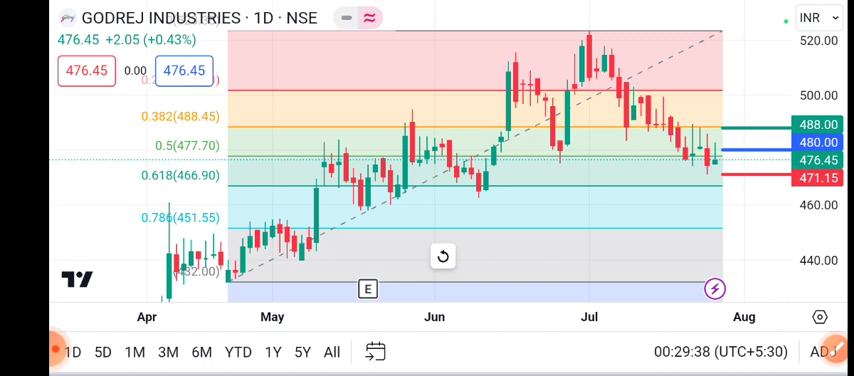 GODREJ INDUSTRIES · 1D · NSE
INR
476.45 +2.05 (+0.43%)
476.45 0.00 476.45
520.00
500.00
0.382(488.45)
488.00
0.5(477.70)
480.00
476.45
0.618(466.90)
471.15
460.00
0.786(451.55)
440.00
E
Apr May Jun Jul Aug
1D 5D 1M 3M 6M YTD 1Y 5Y All
00:29:38 (UTC+5:30)